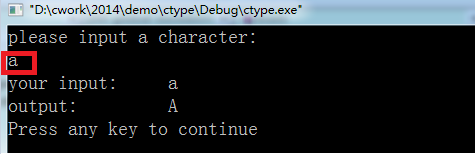 "D:\cwork\2014\demo\ctype\Debug\ctype.exe"
please input a character:
a
your input:     a
output:         A
Press any key to continue